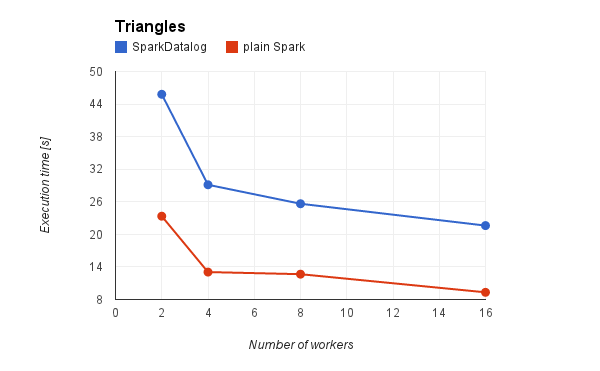 Triangles
SparkDatalog plain Spark
Execution time [s]
50
44
38
32
26
20
14
8
0 2 4 6 8 10 12 14 16
Number of workers